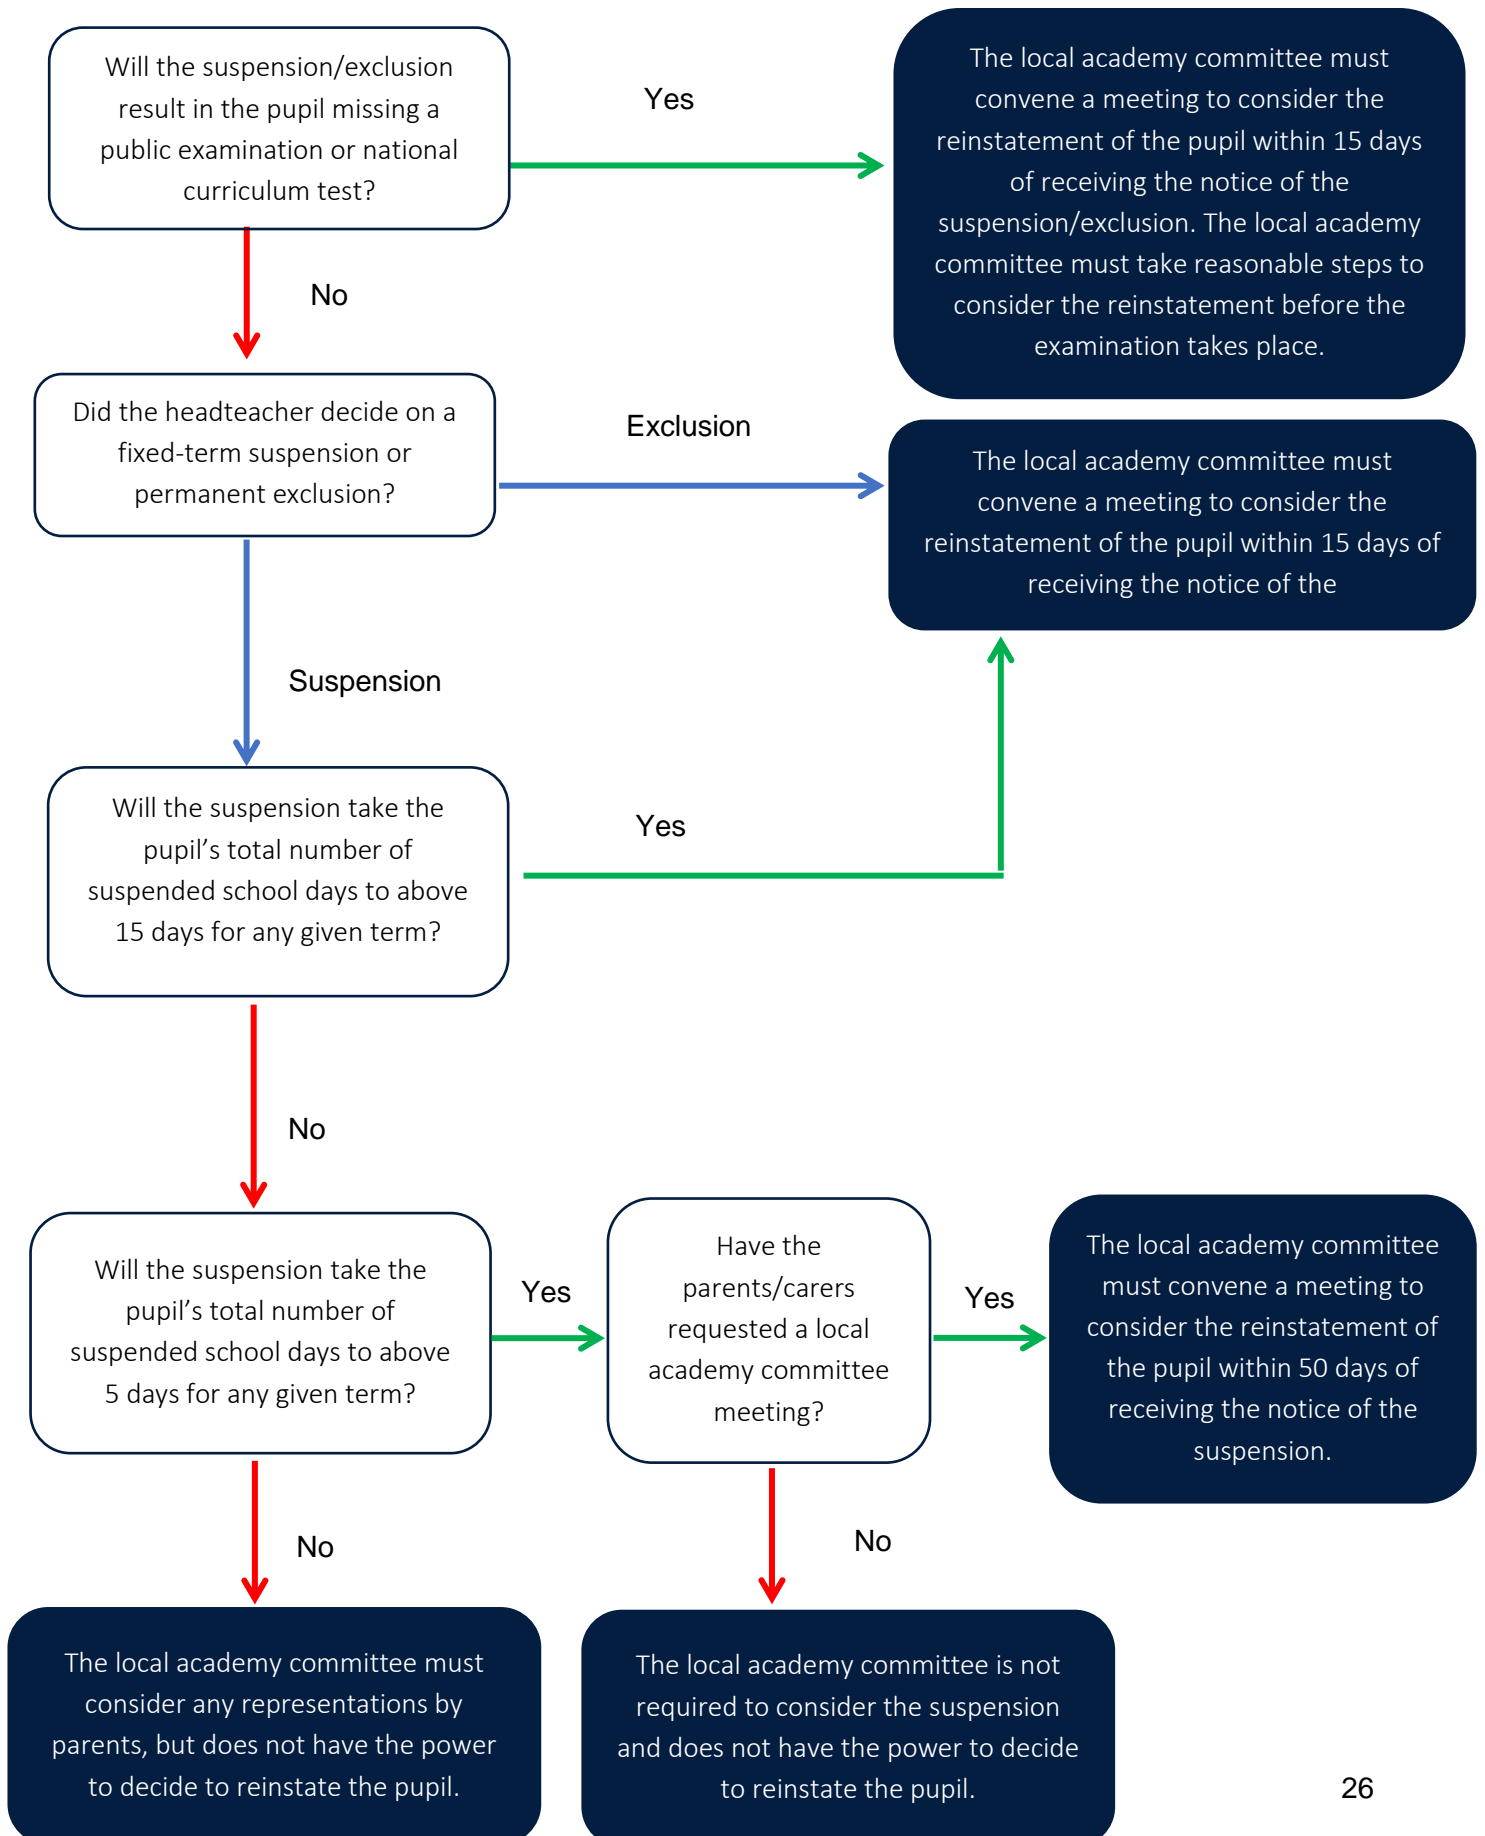 Will the suspension/exclusion
result in the pupil missing a
public examination or national
curriculum test?
Yes
The local academy committee must
convene a meeting to consider the
reinstatement of the pupil within 15 days
of receiving the notice of the
suspension/exclusion. The local academy
committee must take reasonable steps to
consider the reinstatement before the
examination takes place.
No
Did the headteacher decide on a
fixed-term suspension or
permanent exclusion?
Exclusion
The local academy committee must
convene a meeting to consider the
reinstatement of the pupil within 15 days of
receiving the notice of the
Suspension
Will the suspension take the
pupil’s total number of
suspended school days to above
15 days for any given term?
Yes
No
Will the suspension take the
pupil’s total number of
suspended school days to above
5 days for any given term?
Yes
Have the
parents/carers
requested a local
academy committee
meeting?
Yes
The local academy committee
must convene a meeting to
consider the reinstatement of
the pupil within 50 days of
receiving the notice of the
suspension.
No
No
The local academy committee must
consider any representations by
parents, but does not have the power
to decide to reinstate the pupil.
The local academy committee is not
required to consider the suspension
and does not have the power to decide
to reinstate the pupil.
26